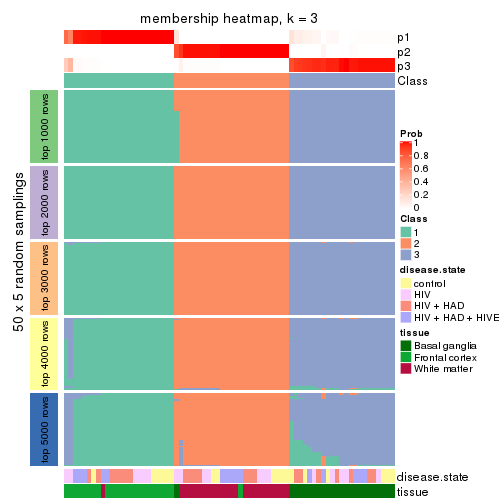 membership heatmap, k = 3
p1
p2
p3
Class
50 x 5 random samplings
top 1000 rows
top 2000 rows
top 3000 rows
top 4000 rows
top 5000 rows
disease.state
tissue
Prob
1
0.8
0.6
0.4
0.2
0
Class
1
2
3
disease.state
control
HIV
HIV + HAD
HIV + HAD + HIVE
tissue
Basal ganglia
Frontal cortex
White matter